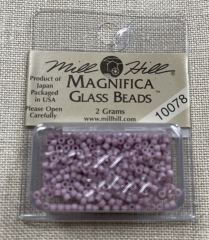 Mill Hill
Product of
Japan
Packaged
in USA
Please Open
Carefully
MAGNIFICA
GLASS BEADS™
2 Grams
www.millhill.com
10078